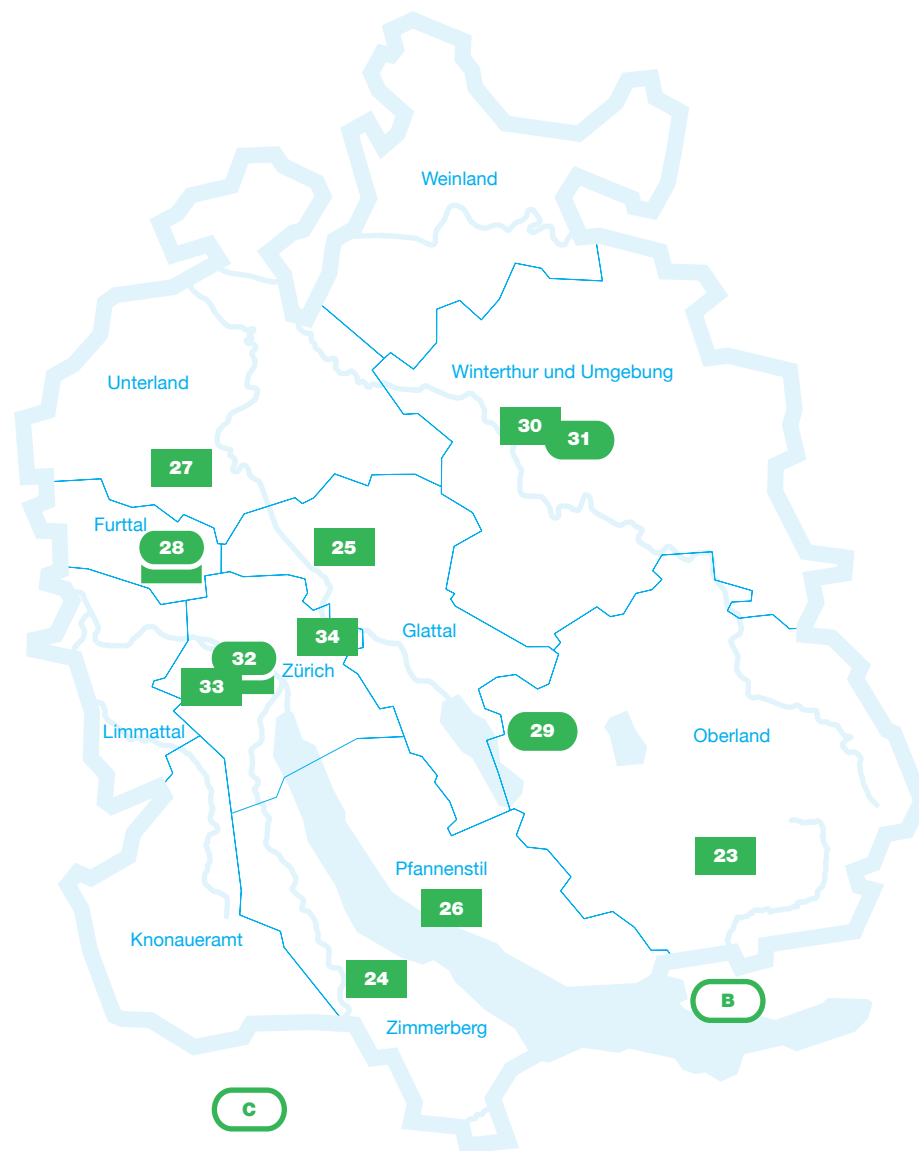 Weinland
Winterthur und Umgebung
Unterland
30
31
27
Furttal
28
25
34
Glattal
32
Zürich
33
Limmattal
29
Oberland
23
Pfannenstil
26
Knonaueramt
24
B
Zimmerberg
C